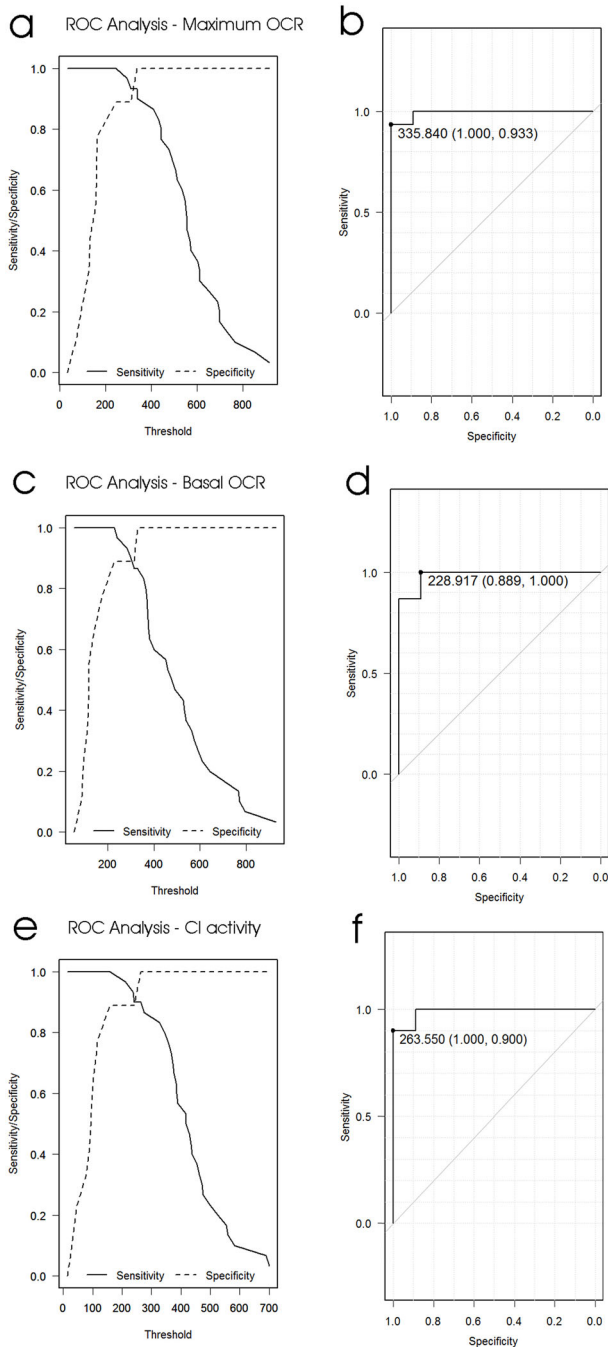 a ROC Analysis - Maximum OCR
1.0
0.8
0.6
0.4
0.2
0.0
Sensitivity/Specificity
Sensitivity Specificity
0 200 400 600 800
Threshold
b
1.0
0.5
0.0
Sensitivity
335.840 (1.000, 0.933)
1.0 0.8 0.6 0.4 0.2 0.0
Specificity
c ROC Analysis - Basal OCR
1.0
0.8
0.6
0.4
0.2
0.0
Sensitivity/Specificity
Sensitivity Specificity
200 400 600 800
Threshold
d
1.0
0.5
0.0
Sensitivity
228.917 (0.889, 1.000)
1.0 0.8 0.6 0.4 0.2 0.0
Specificity
e ROC Analysis - CI activity
1.0
0.8
0.6
0.4
0.2
0.0
Sensitivity/Specificity
Sensitivity Specificity
0 100 200 300 400 500 600 700
Threshold
f
1.0
0.5
0.0
Sensitivity
263.550 (1.000, 0.900)
1.0 0.8 0.6 0.4 0.2 0.0
Specificity